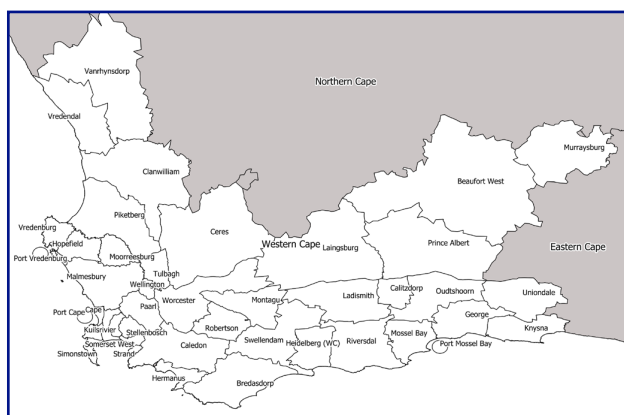 Northern Cape
Vanrhynsdorp
Vredendal
Murraysburg
Clanwilliam
Beaufort West
Piketberg
Vredenburg
Ceres
Hopefield
Western Cape
Laingsburg
Prince Albert
Eastern Cape
Port Vredenburg
Moorreesburg
Malmesbury
Tulbagh
Wellington
Calitzdorp
Oudtshoorn
Uniondale
Ladismith
Worcester
Montagu
Paarl
Port Cape
Cape
George
Knysna
Kuilsrivier
Stellenbosch
Robertson
Mossel Bay
Swellendam
Heidelberg (WC)
Riversdal
Port Mossel Bay
Somerset West
Caledon
Simonstown
Strand
Hermanus
Bredasdorp